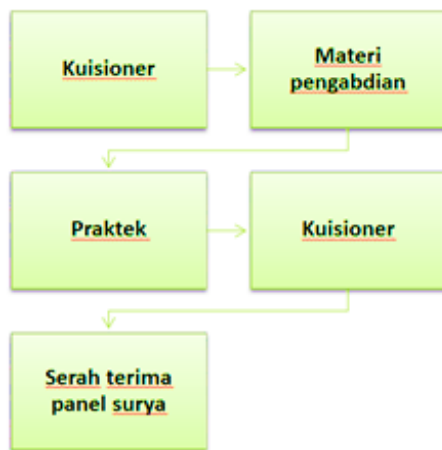 Kuisioner
Materi
pengabdian
Praktek
Kuisioner
Serah terima
panel surya